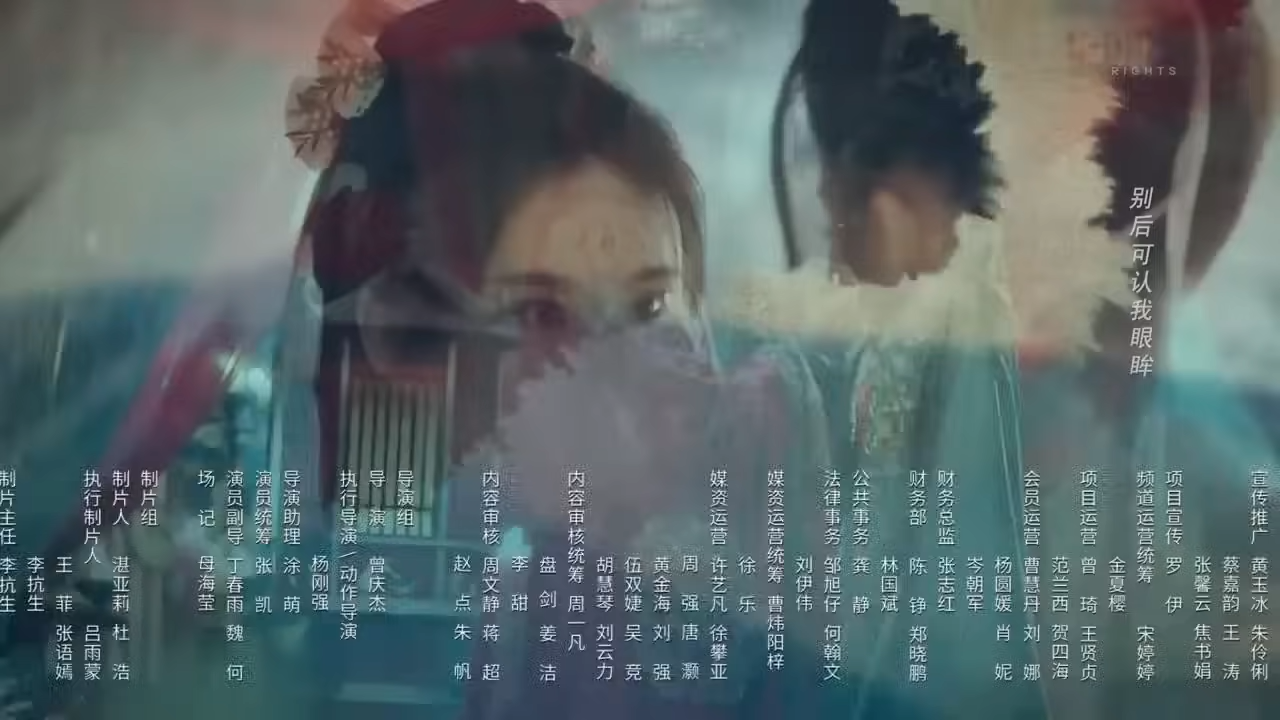 RIGHTS
别后可认我眼眸
宣传推广 黄玉冰 朱伶俐
蔡嘉韵 王 涛
张馨云 焦书娟
项目宣传 罗 伊
频道运营统筹 宋婷婷
金夏樱
项目运营 曾 琦 王贤贞
范兰西 贺四海
会员运营 曹慧丹 刘 娜
杨圆媛 肖 妮
岑朝军
财务总监 张志红
财务部 陈 铮 郑晓鹏
林国斌
公共事务 龚 静
法律事务 邹旭仔 何翰文
刘伊伟
媒资运营统筹 曹炜阳梓
徐 乐
媒资运营 许艺凡 徐攀亚
周 强 唐 灏
黄金海 刘 强
伍双婕 吴 竞
胡慧琴 刘云力
内容审核统筹 周一凡
盘 剑 姜 洁
李 甜
内容审核 周文静 蒋 超
赵 点 朱 帆
导演组
导 演 曾庆杰
执行导演/动作导演
杨刚强
导演助理 涂 萌
演员统筹 张 凯
演员副导 丁春雨 魏 何
场 记 母海莹
制片组
制片人 湛亚莉 杜 浩
执行制片人 吕雨蒙
王 菲 张语嫣
李抗生
制片主任 李抗生